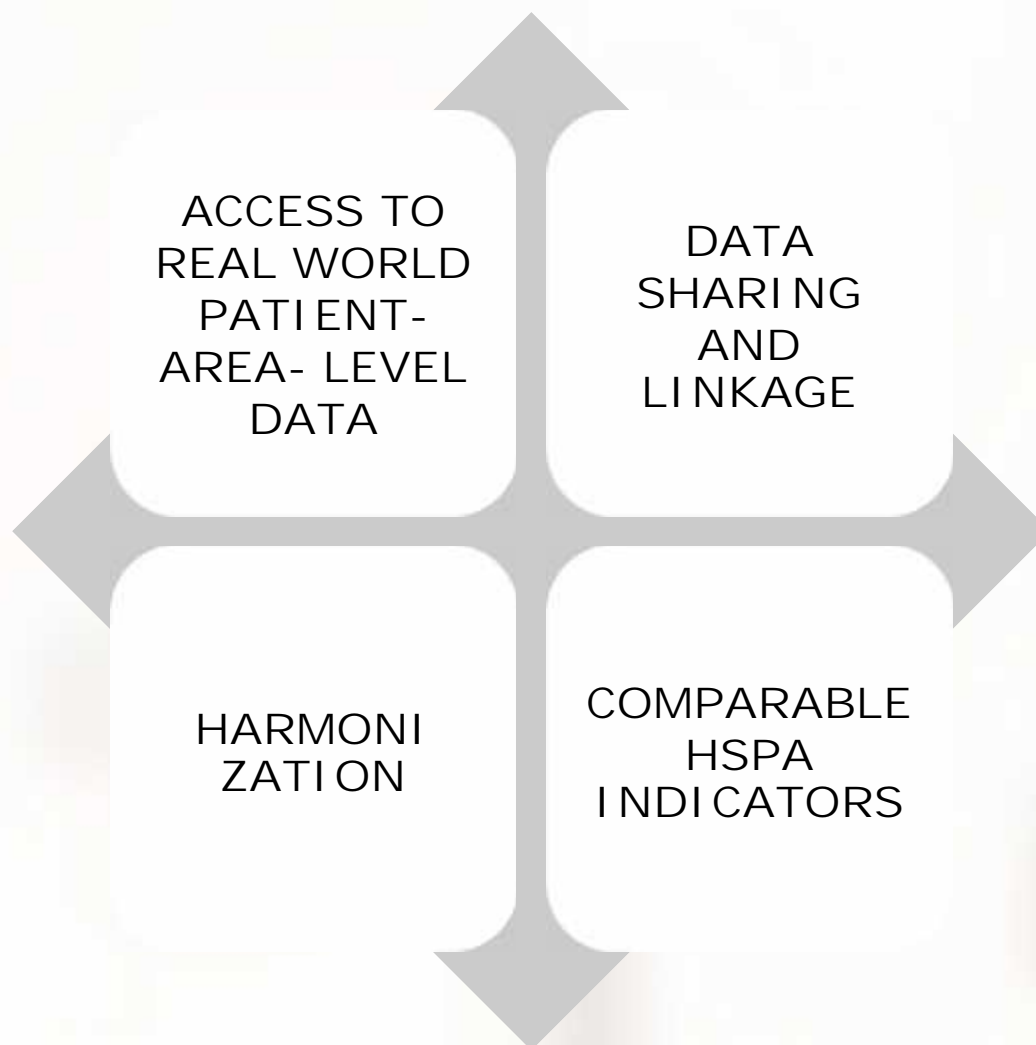 ACCESS TO
REAL WORLD
PATIENT-
AREA- LEVEL
DATA
DATA
SHARING
AND
LINKAGE
HARMONI
ZATION
COMPARABLE
HSPA
INDICATORS